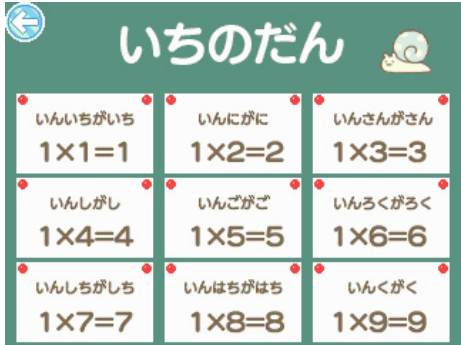 いちのだん
いんいちがいち
1×1=1
いんにがに
1×2=2
いんさんがさん
1×3=3
いんしがし
1×4=4
いんごがご
1×5=5
いんろくがろく
1×6=6
いんしちがしち
1×7=7
いんはちがはち
1×8=8
いんくがく
1×9=9